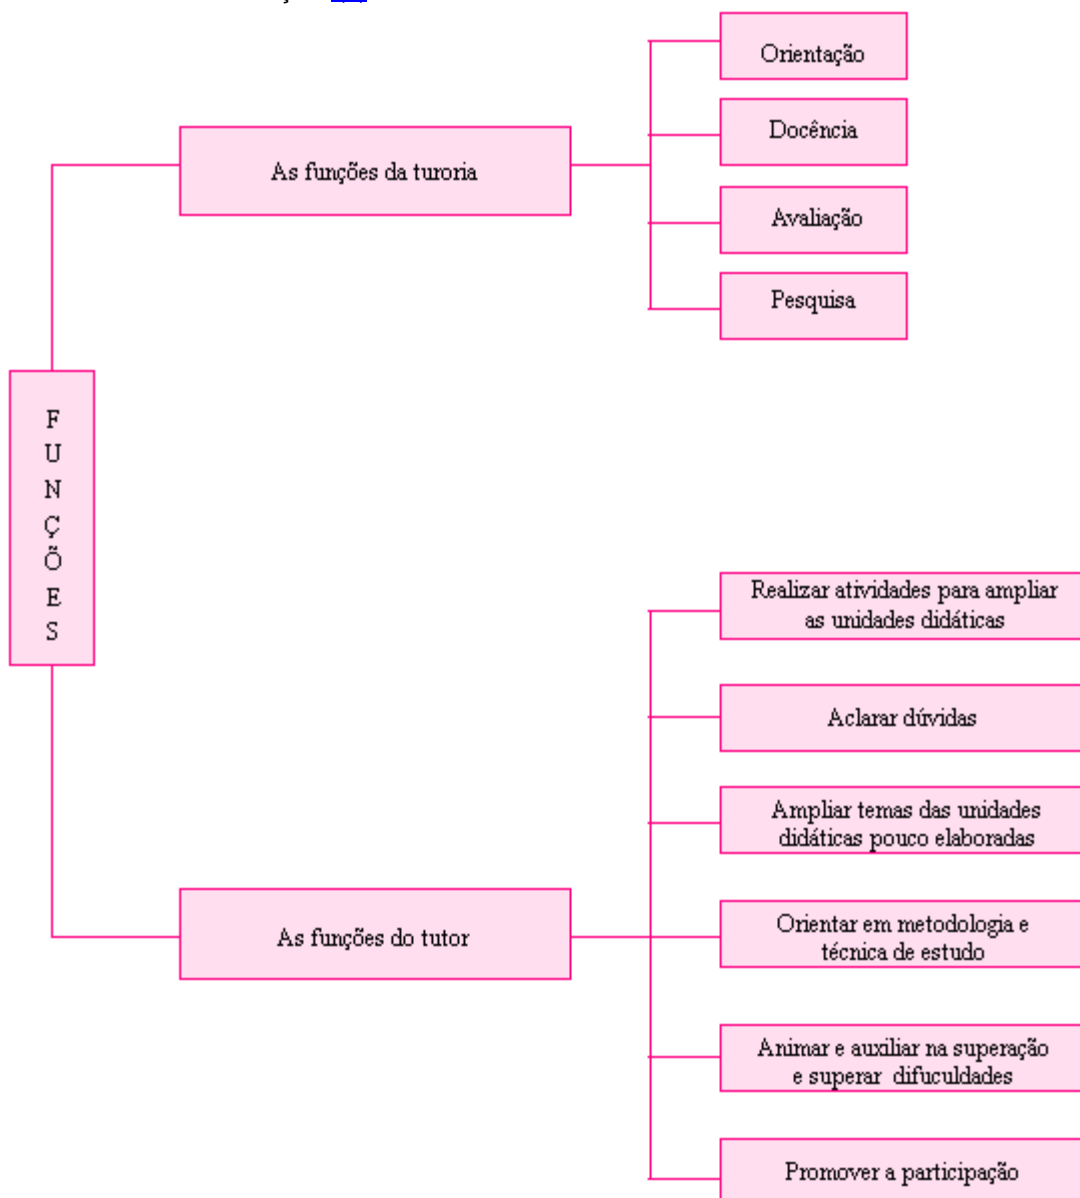 Orientação
Docência
As funções da turoria
Avaliação
Pesquisa
F
U
N
Ç
Õ
E
S
Realizar atividades para ampliar
as unidades didáticas
Aclarar dúvidas
Ampliar temas das unidades
didáticas pouco elaboradas
As funções do tutor
Orientar em metodologia e
técnica de estudo
Animar e auxiliar na superação
e superar difuculdades
Promover a participação